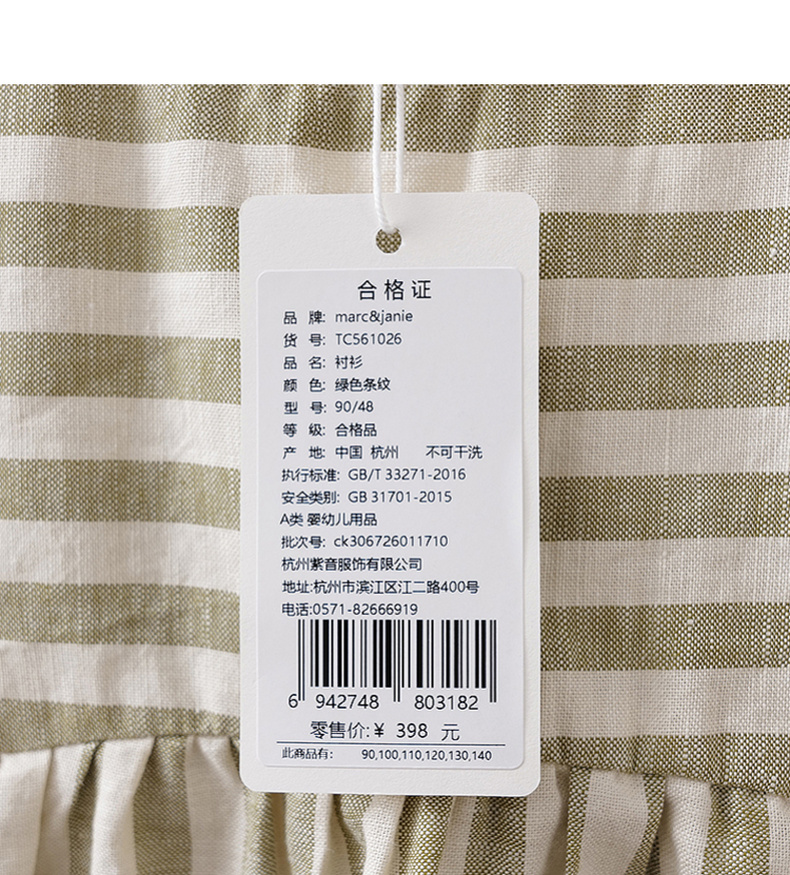 合格证
品 牌: marc&janie
货 号: TC561026
品 名: 衬衫
颜 色: 绿色条纹
型 号: 90/48
等 级: 合格品
产 地: 中国 杭州 不可干洗
执行标准: GB/T 33271-2016
安全类别: GB 31701-2015
A类 婴幼儿用品
批次号: ck306726011710
杭州紫音服饰有限公司
地址:杭州市滨江区江二路400号
电话:0571-82666919
6 942748 803182
零售价:¥ 398 元
此商品有: 90,100,110,120,130,140